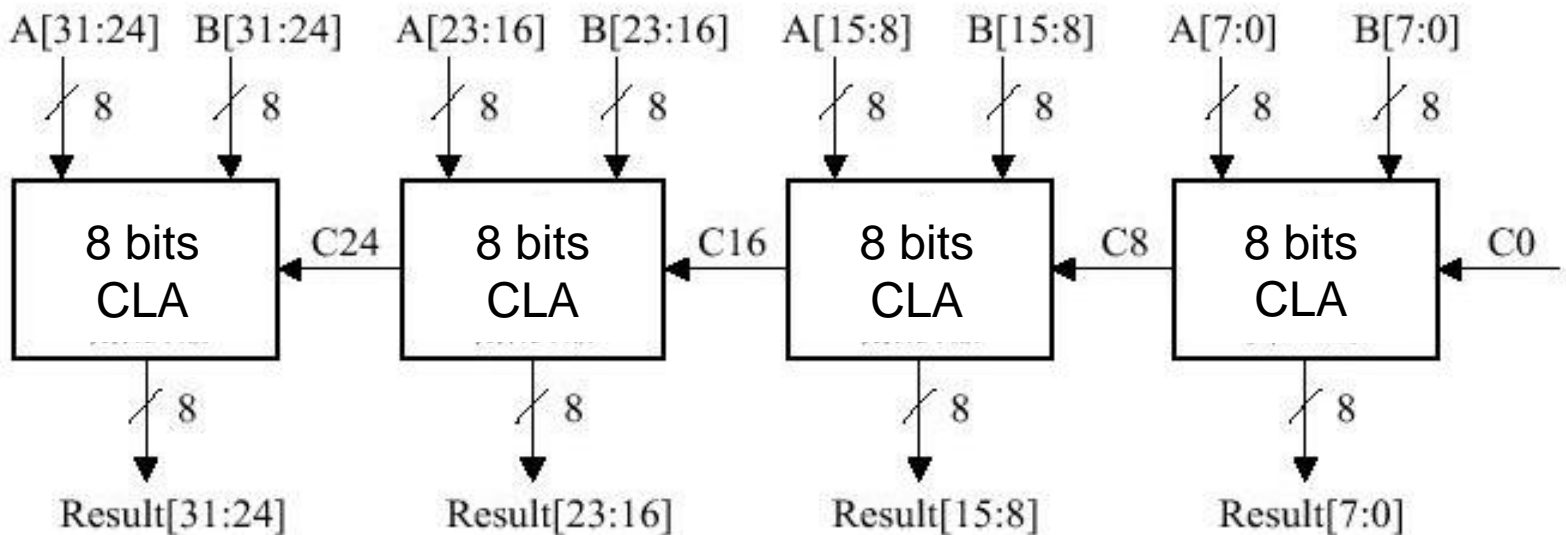 A[31:24] B[31:24] A[23:16] B[23:16] A[15:8] B[15:8] A[7:0] B[7:0]
8 8 8 8 8 8 8 8
8 bits CLA C24 8 bits CLA C16 8 bits CLA C8 8 bits CLA C0
8 8 8 8
Result[31:24] Result[23:16] Result[15:8] Result[7:0]